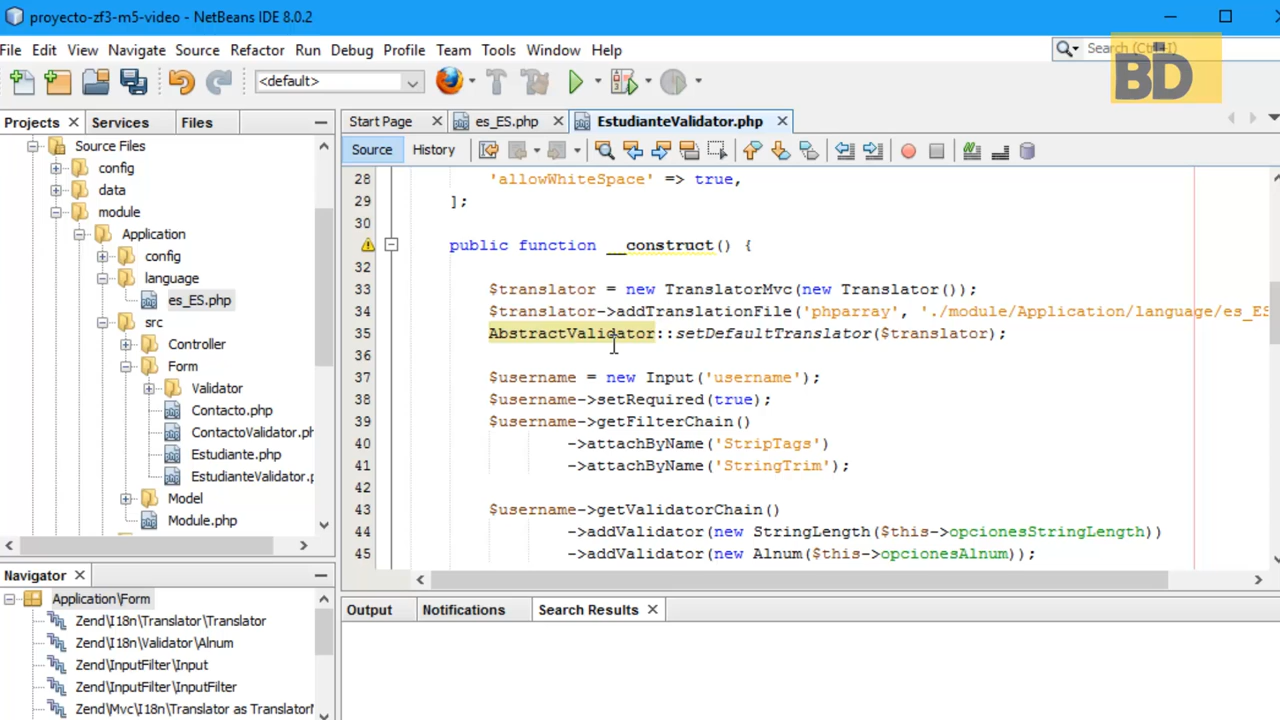 proyecto-zf3-m5-video - NetBeans IDE 8.0.2
File Edit View Navigate Source Refactor Run Debug Profile Team Tools Window Help
Search (Ctrl+I)
BD
<default>
Projects Services Files
Start Page es_ES.php EstudianteValidator.php
Source History
Source Files
config
data
module
Application
config
language
es_ES.php
src
Controller
Form
Validator
Contacto.php
ContactoValidator.ph
Estudiante.php
EstudianteValidator.p
Model
Module.php
28 'allowWhiteSpace' => true,
29 ];
30
31 public function __construct() {
32
33 $translator = new TranslatorMvc(new Translator());
34 $translator->addTranslationFile('phparray', './module/Application/language/es_ES
35 AbstractValidator::setDefaultTranslator($translator);
36
37 $username = new Input('username');
38 $username->setRequired(true);
39 $username->getFilterChain()
40 ->attachByName('StripTags')
41 ->attachByName('StringTrim');
42
43 $username->getValidatorChain()
44 ->addValidator(new StringLength($this->opcionesStringLength))
45 ->addValidator(new Alnum($this->opcionesAlnum));
Navigator
Application\Form
Zend\I18n\Translator\Translator
Zend\I18n\Validator\Alnum
Zend\InputFilter\Input
Zend\InputFilter\InputFilter
Zend\Mvc\I18n\Translator as TranslatorM
Output Notifications Search Results